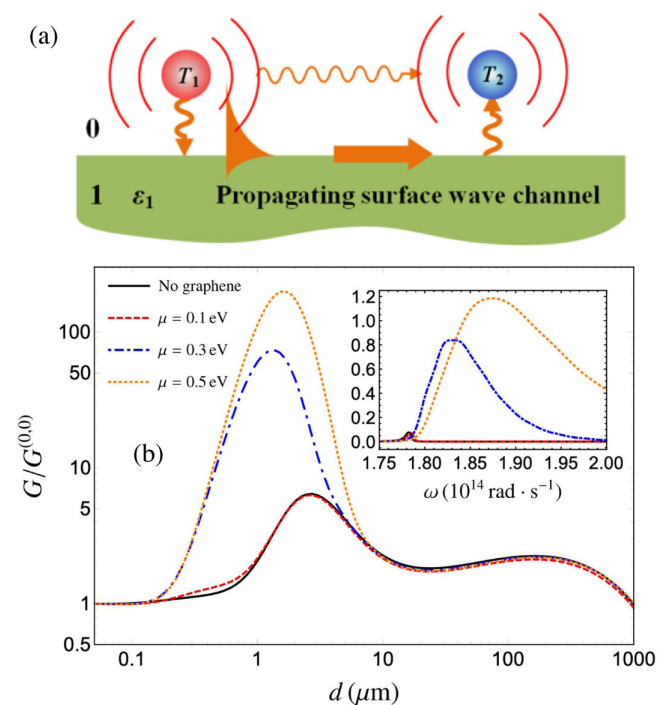 (a)
T₁
T₂
0
1 ε₁ Propagating surface wave channel
No graphene
μ = 0.1 eV
μ = 0.3 eV
μ = 0.5 eV
(b)
100
50
10
5
1
0.5
G/G⁽⁰,⁰⁾
0.1 1 10 100 1000
d (μm)
1.2
1.0
0.8
0.6
0.4
0.2
0.0
1.75 1.80 1.85 1.90 1.95 2.00
ω (10¹⁴ rad · s⁻¹)